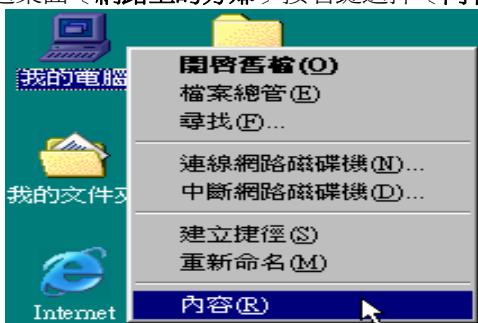 我的電腦
開啓舊檔(O)
檔案總管(E)
尋找(F)...
連線網路磁碟機(N)...
我的文件
中斷網路磁碟機(D)...
建立捷徑(S)
重新命名(M)
Internet
內容(R)